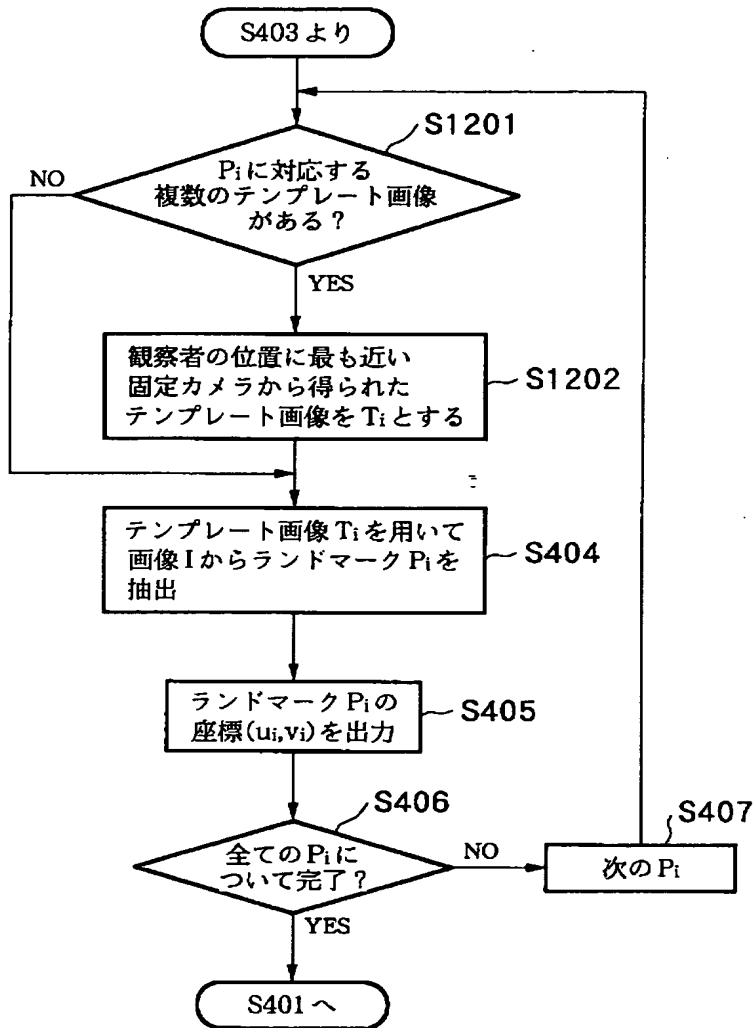 S403より
S1201
Piに対応する
複数のテンプレート画像
がある?
NO
YES
観察者の位置に最も近い
固定カメラから得られた
テンプレート画像をTiとする
S1202
テンプレート画像Tiを用いて
画像IからランドマークPiを
抽出
S404
ランドマークPiの
座標(ui,vi)を出力
S405
S406
全てのPiに
ついて完了?
NO
YES
S407
次のPi
S401へ